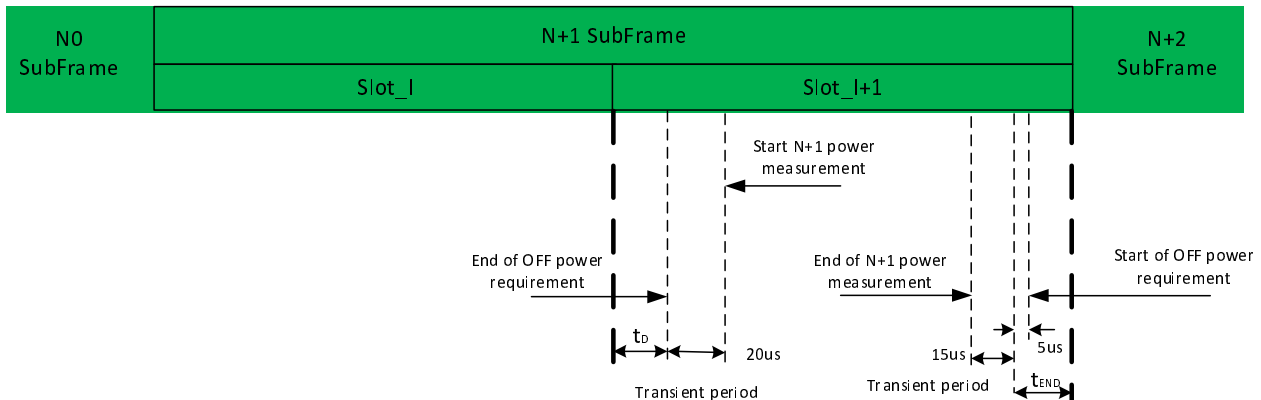 N0
SubFrame
N+1 SubFrame
N+2
SubFrame
Slot_I
Slot_I+1
Start N+1 power
measurement
End of OFF power
requirement
End of N+1 power
measurement
Start of OFF power
requirement
tD
20us
Transient period
15us
5us
Transient period
tEND